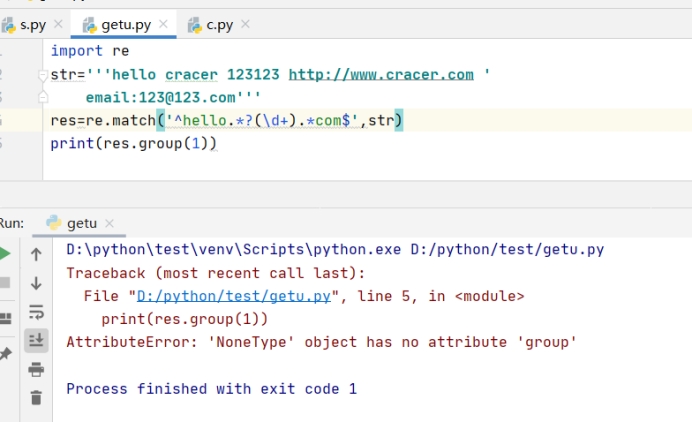 s.py getu.py c.py
import re
str='''hello cracer 123123 http://www.cracer.com '
email:123@123.com'''
res=re.match('^hello.*?(\d+).*com$',str)
print(res.group(1))
Run: getu
D:\python\test\venv\Scripts\python.exe D:/python/test/getu.py
Traceback (most recent call last):
File "D:/python/test/getu.py", line 5, in <module>
print(res.group(1))
AttributeError: 'NoneType' object has no attribute 'group'
Process finished with exit code 1